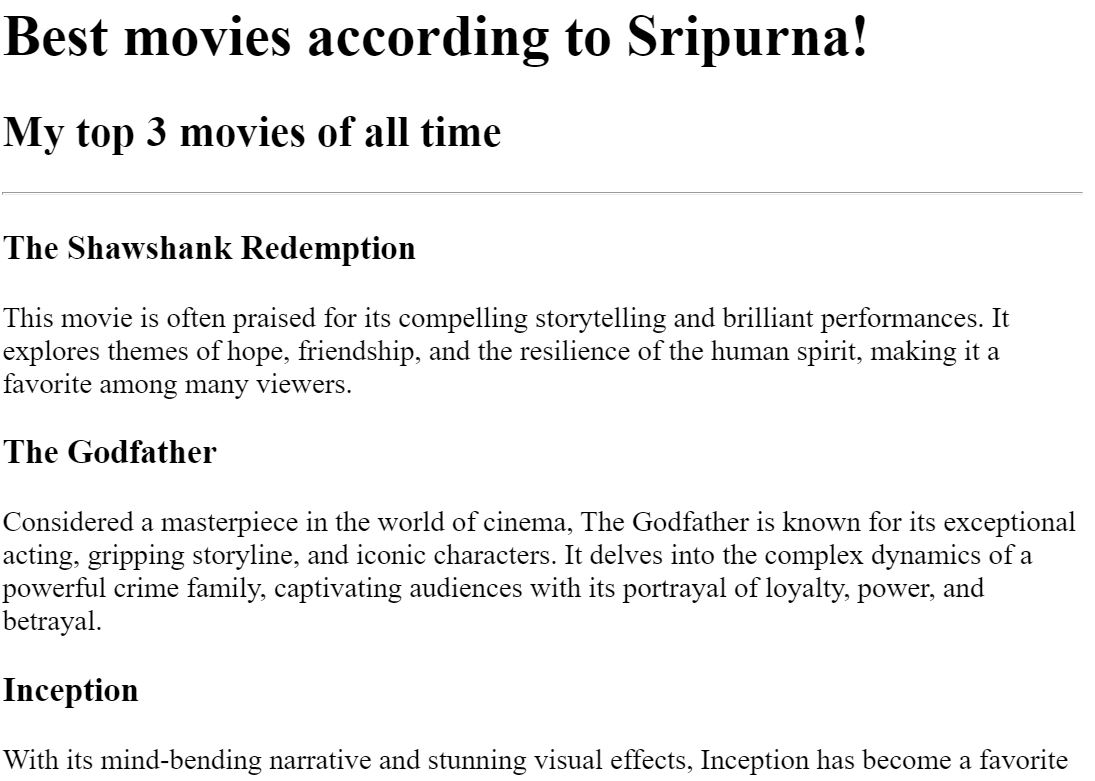 Best movies according to Sripurna!
My top 3 movies of all time
The Shawshank Redemption
This movie is often praised for its compelling storytelling and brilliant performances. It
explores themes of hope, friendship, and the resilience of the human spirit, making it a
favorite among many viewers.
The Godfather
Considered a masterpiece in the world of cinema, The Godfather is known for its exceptional
acting, gripping storyline, and iconic characters. It delves into the complex dynamics of a
powerful crime family, captivating audiences with its portrayal of loyalty, power, and
betrayal.
Inception
With its mind-bending narrative and stunning visual effects, Inception has become a favorite